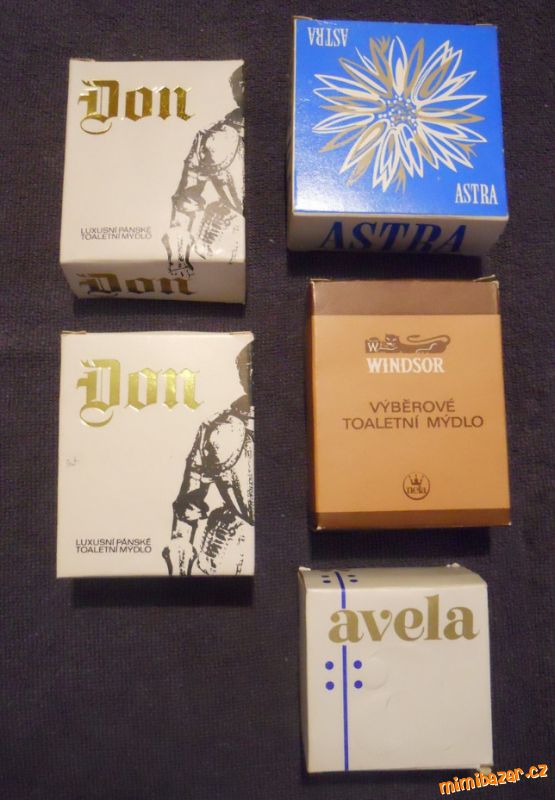 Don
LUXUSNÍ PÁNSKÉ
TOALETNÍ MÝDLO
Don
ASTRA
ASTRA
ASTRA
Don
LUXUSNÍ PÁNSKÉ
TOALETNÍ MÝDLO
W
WINDSOR
VÝBĚROVÉ
TOALETNÍ MÝDLO
nela
avela
mimibazar.cz